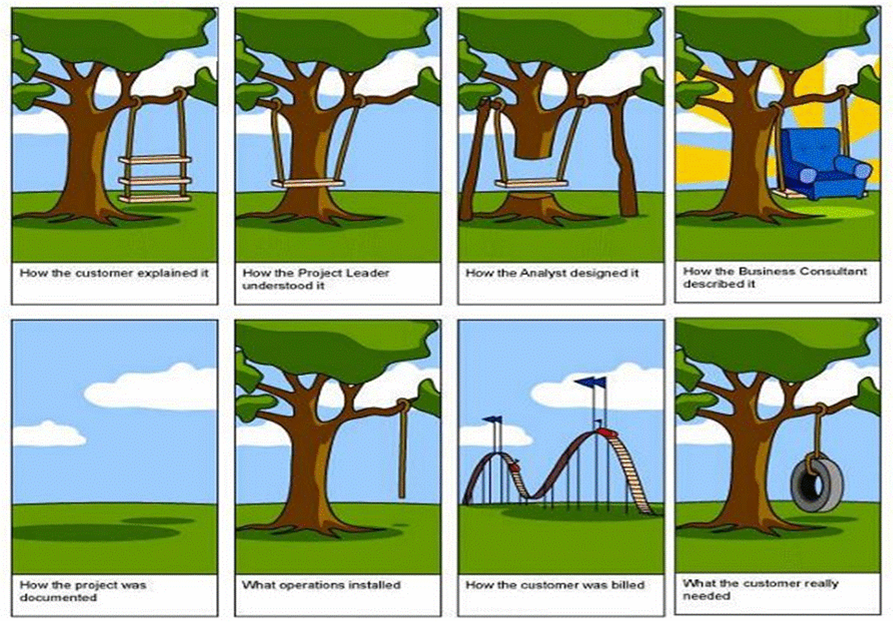 How the customer explained it
How the Project Leader
understood it
How the Analyst designed it
How the Business Consultant
described it
How the project was
documented
What operations installed
How the customer was billed
What the customer really
needed